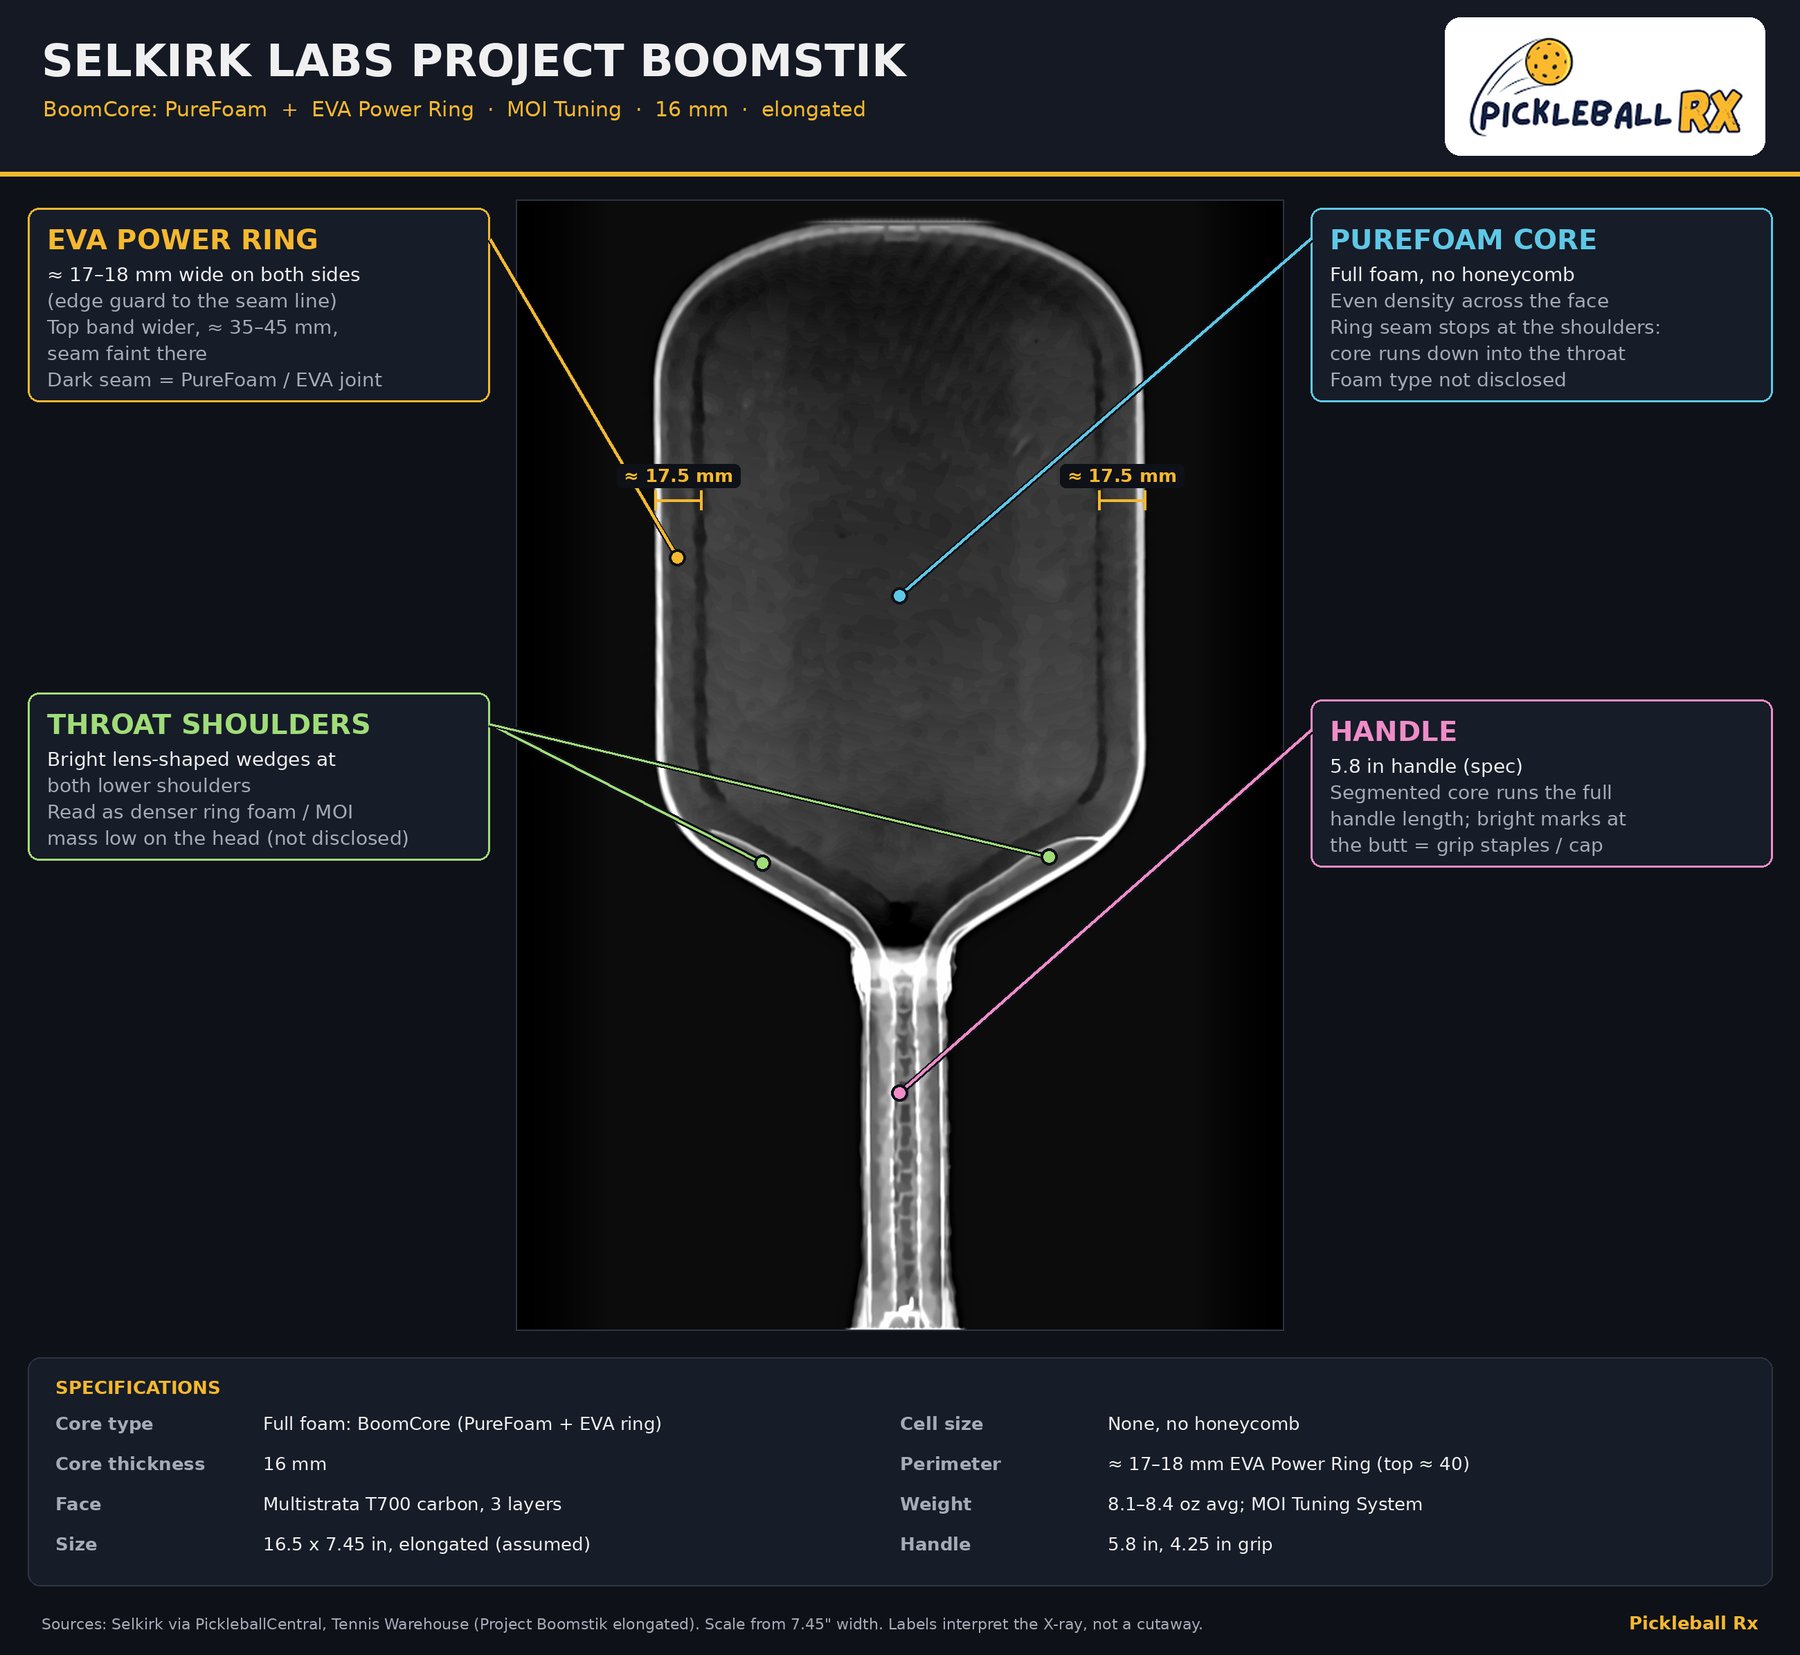 SELKIRK LABS PROJECT BOOMSTIK
BoomCore: PureFoam + EVA Power Ring · MOI Tuning · 16 mm · elongated
PICKLEBALL RX
EVA POWER RING
≈ 17–18 mm wide on both sides
(edge guard to the seam line)
Top band wider, ≈ 35–45 mm,
seam faint there
Dark seam = PureFoam / EVA joint
PUREFOAM CORE
Full foam, no honeycomb
Even density across the face
Ring seam stops at the shoulders:
core runs down into the throat
Foam type not disclosed
≈ 17.5 mm
≈ 17.5 mm
THROAT SHOULDERS
Bright lens-shaped wedges at
both lower shoulders
Read as denser ring foam / MOI
mass low on the head (not disclosed)
HANDLE
5.8 in handle (spec)
Segmented core runs the full
handle length; bright marks at
the butt = grip staples / cap
SPECIFICATIONS
Core type Full foam: BoomCore (PureFoam + EVA ring)
Cell size None, no honeycomb
Core thickness 16 mm
Perimeter ≈ 17–18 mm EVA Power Ring (top ≈ 40)
Face Multistrata T700 carbon, 3 layers
Weight 8.1–8.4 oz avg; MOI Tuning System
Size 16.5 x 7.45 in, elongated (assumed)
Handle 5.8 in, 4.25 in grip
Sources: Selkirk via PickleballCentral, Tennis Warehouse (Project Boomstik elongated). Scale from 7.45" width. Labels interpret the X-ray, not a cutaway.
Pickleball Rx